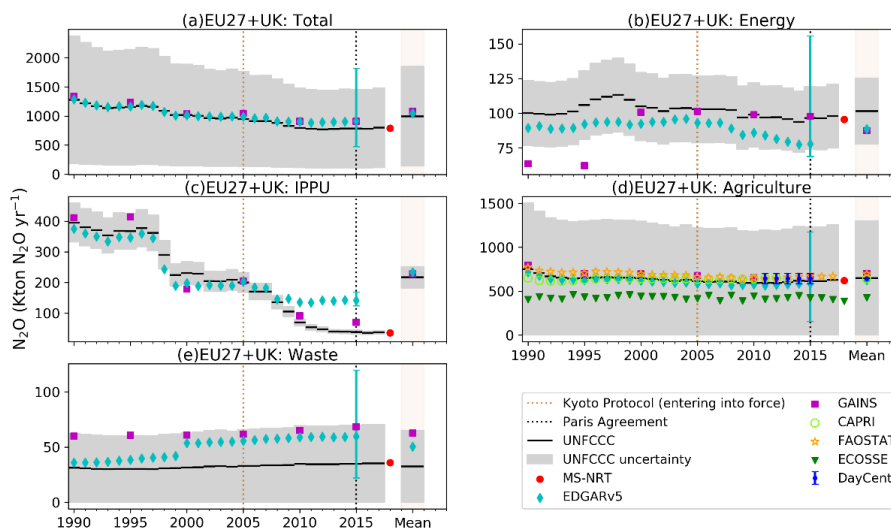 (a)EU27+UK: Total
2000
1500
1000
500
0
(b)EU27+UK: Energy
150
125
100
75
(c)EU27+UK: IPPU
400
300
200
100
(d)EU27+UK: Agriculture
1500
1000
500
0
1990 1995 2000 2005 2010 2015 Mean
(e)EU27+UK: Waste
100
50
0
1990 1995 2000 2005 2010 2015 Mean
N₂O (Kton N₂O yr⁻¹)
Kyoto Protocol (entering into force)
Paris Agreement
UNFCCC
UNFCCC uncertainty
MS-NRT
EDGARv5
GAINS
CAPRI
FAOSTAT
ECOSSE
DayCent